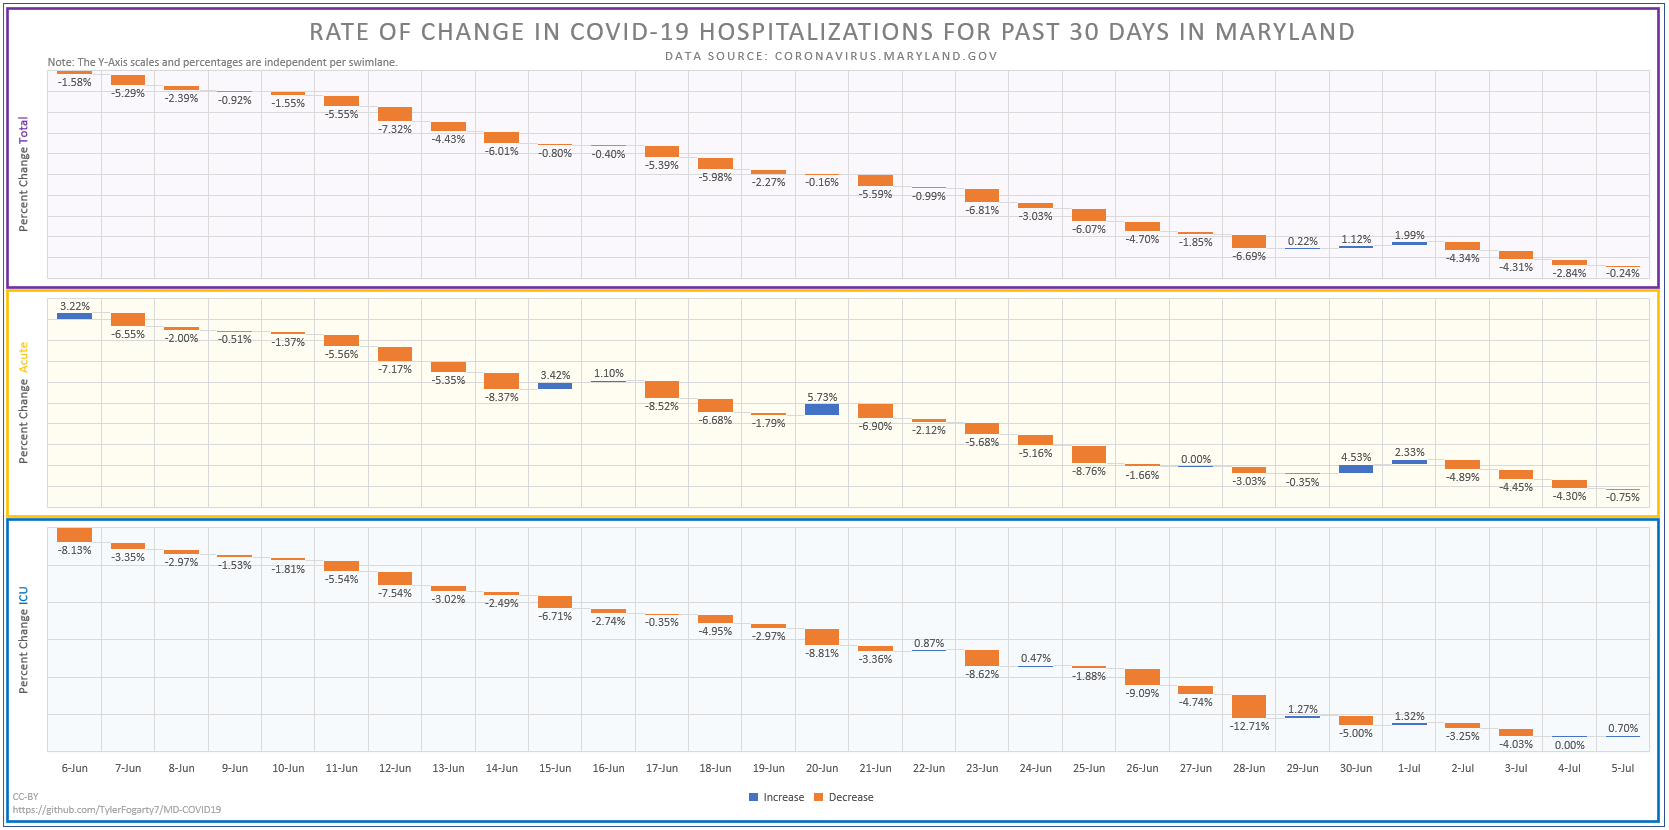 RATE OF CHANGE IN COVID-19 HOSPITALIZATIONS FOR PAST 30 DAYS IN MARYLAND
DATA SOURCE: CORONAVIRUS.MARYLAND.GOV
Note: The Y-Axis scales and percentages are independent per swimlane.
Percent Change Total
-1.58% -5.29% -2.39% -0.92% -1.55% -5.55% -7.32% -4.43% -6.01% -0.80% -0.40% -5.39% -5.98% -2.27% -0.16% -5.59% -0.99% -6.81% -3.03% -6.07% -4.70% -1.85% -6.69% 0.22% 1.12% 1.99% -4.34% -4.31% -2.84% -0.24%
Percent Change Acute
3.22% -6.55% -2.00% -0.51% -1.37% -5.56% -7.17% -5.35% -8.37% 3.42% 1.10% -8.52% -6.68% -1.79% 5.73% -6.90% -2.12% -5.68% -5.16% -8.76% -1.66% 0.00% -3.03% -0.35% 4.53% 2.33% -4.89% -4.45% -4.30% -0.75%
Percent Change ICU
-8.13% -3.35% -2.97% -1.53% -1.81% -5.54% -7.54% -3.02% -2.49% -6.71% -2.74% -0.35% -4.95% -2.97% -8.81% -3.36% 0.87% -8.62% 0.47% -1.88% -9.09% -4.74% -12.71% 1.27% -5.00% 1.32% -3.25% -4.03% 0.00% 0.70%
6-Jun 7-Jun 8-Jun 9-Jun 10-Jun 11-Jun 12-Jun 13-Jun 14-Jun 15-Jun 16-Jun 17-Jun 18-Jun 19-Jun 20-Jun 21-Jun 22-Jun 23-Jun 24-Jun 25-Jun 26-Jun 27-Jun 28-Jun 29-Jun 30-Jun 1-Jul 2-Jul 3-Jul 4-Jul 5-Jul
Increase Decrease
CC-BY
https://github.com/TylerFogarty7/MD-COVID19